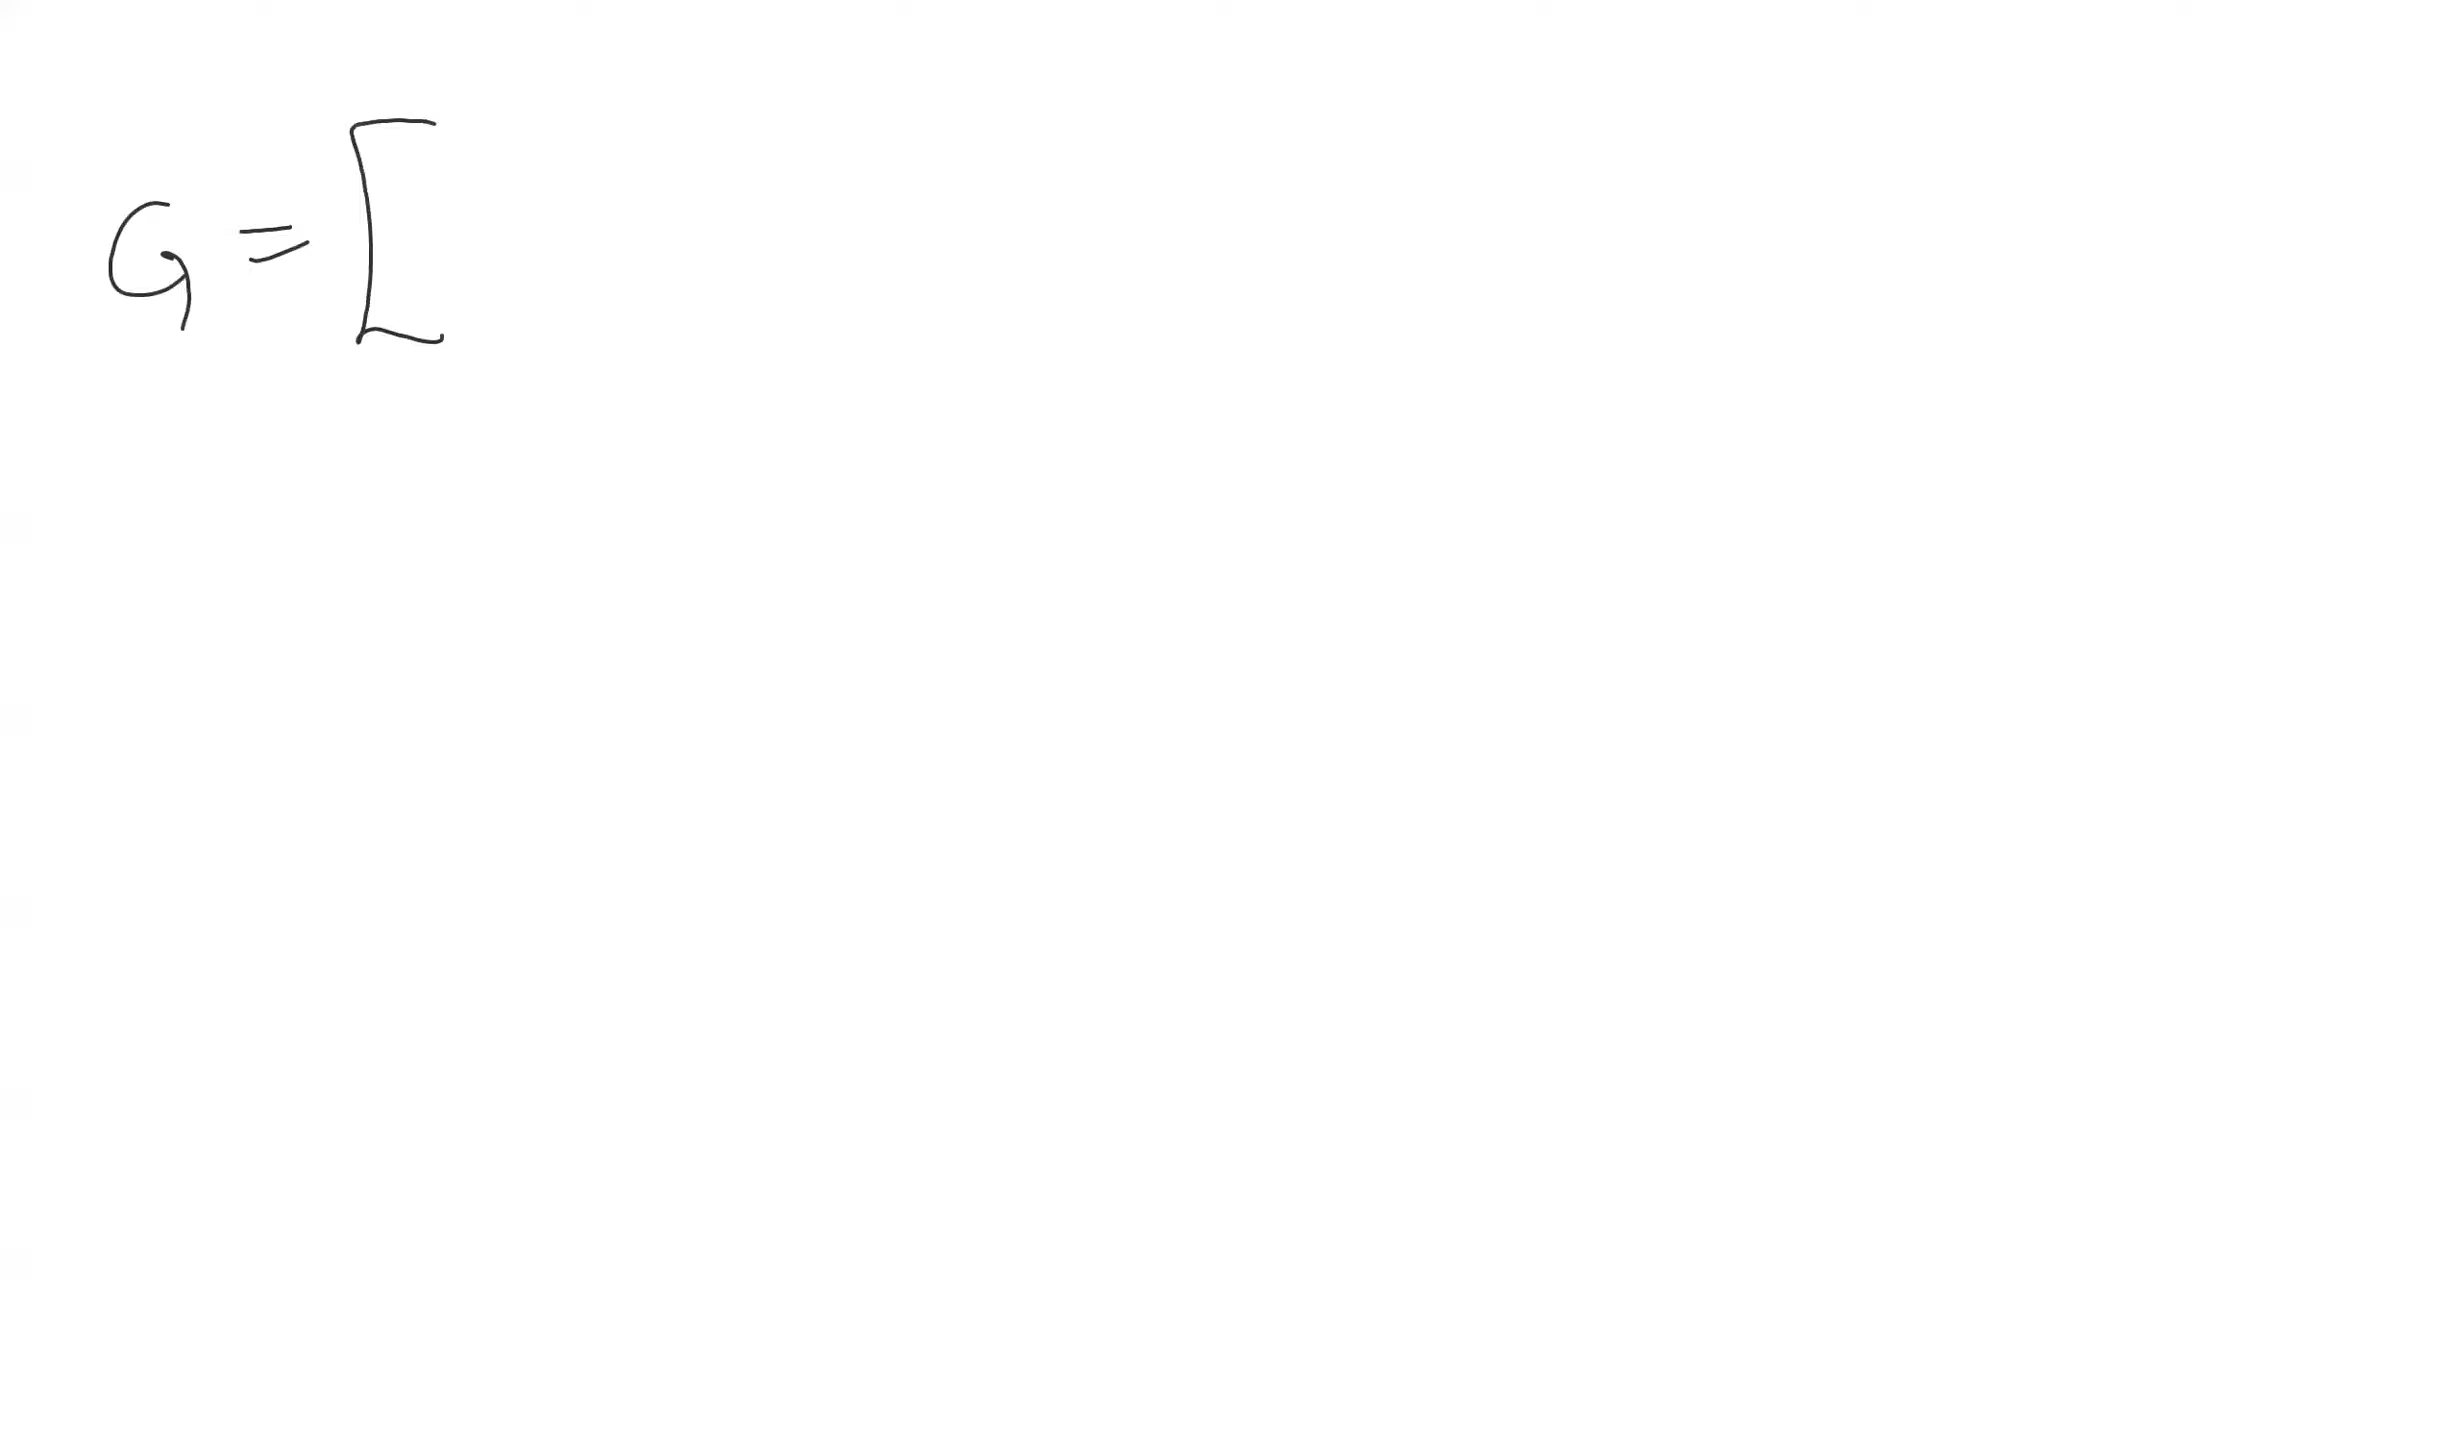 G = [